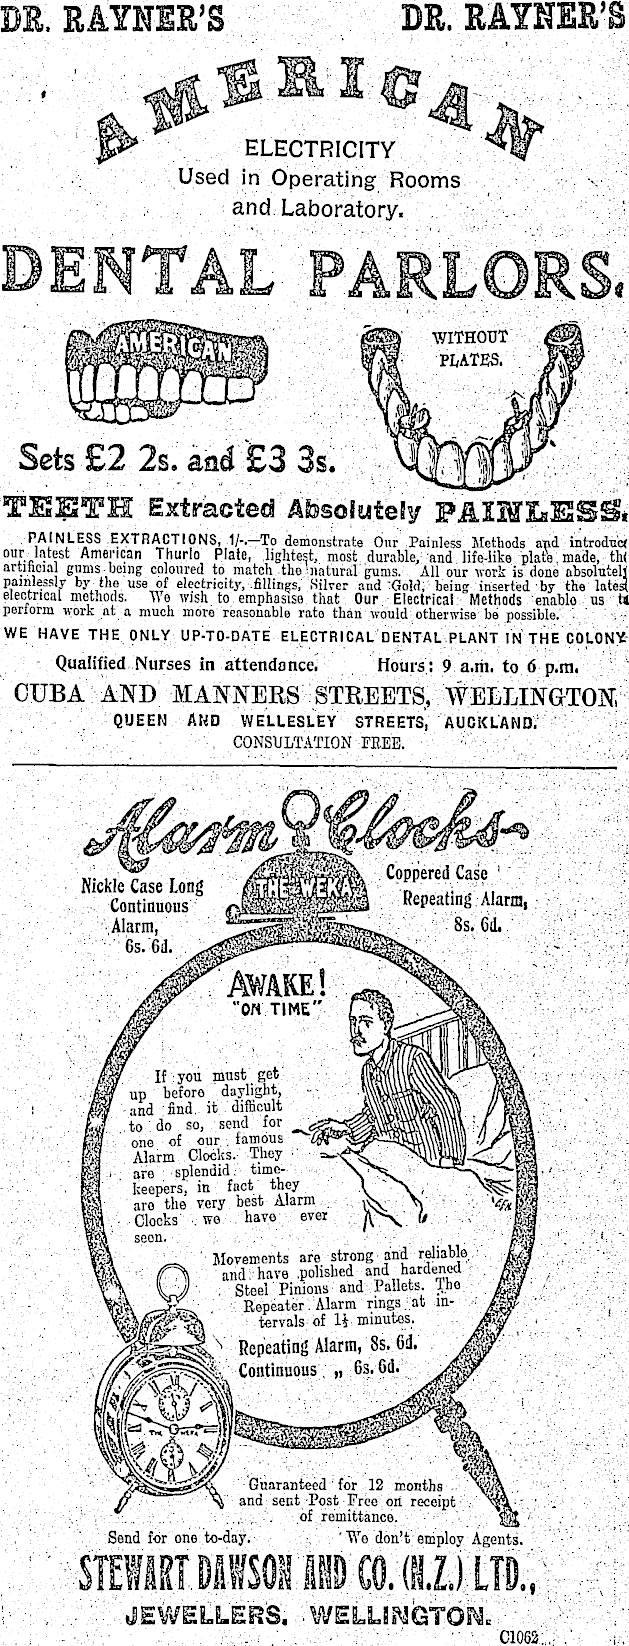 DR. RAYNER'S DR. RAYNER'S
AMERICAN
ELECTRICITY
Used in Operating Rooms
and Laboratory.
DENTAL PARLORS.
AMERICAN
WITHOUT
PLATES.
Sets £2 2s. and £3 3s.
TEETH Extracted Absolutely PAINLESS.
PAINLESS EXTRACTIONS, 1/-.—To demonstrate Our Painless Methods and introduce
our latest American Thurlo Plate, lightest, most durable, and life-like plate made, the
artificial gums being coloured to match the natural gums. All our work is done absolutely
painlessly by the use of electricity, fillings, Silver and Gold, being inserted by the latest
electrical methods. We wish to emphasise that Our Electrical Methods enable us to
perform work at a much more reasonable rate than would otherwise be possible.
WE HAVE THE ONLY UP-TO-DATE ELECTRICAL DENTAL PLANT IN THE COLONY
Qualified Nurses in attendance. Hours: 9 a.m. to 6 p.m.
CUBA AND MANNERS STREETS, WELLINGTON,
QUEEN AND WELLESLEY STREETS, AUCKLAND.
CONSULTATION FREE.
Alarm Clocks
THE WEKA
Nickle Case Long
Continuous
Alarm,
6s. 6d.
Coppered Case
Repeating Alarm,
8s. 6d.
AWAKE!
"ON TIME"
If you must get
up before daylight,
and find it difficult
to do so, send for
one of our famous
Alarm Clocks. They
are splendid time-
keepers, in fact they
are the very best Alarm
Clocks we have ever
seen.
Movements are strong and reliable
and have polished and hardened
Steel Pinions and Pallets. The
Repeater Alarm rings at in-
tervals of 1½ minutes.
Repeating Alarm, 8s. 6d.
Continuous „ 6s. 6d.
THE WEKA
Guaranteed for 12 months
and sent Post Free on receipt
of remittance.
Send for one to-day. We don't employ Agents.
STEWART DAWSON AND CO. (N.Z.) LTD.,
JEWELLERS, WELLINGTON.
C1062